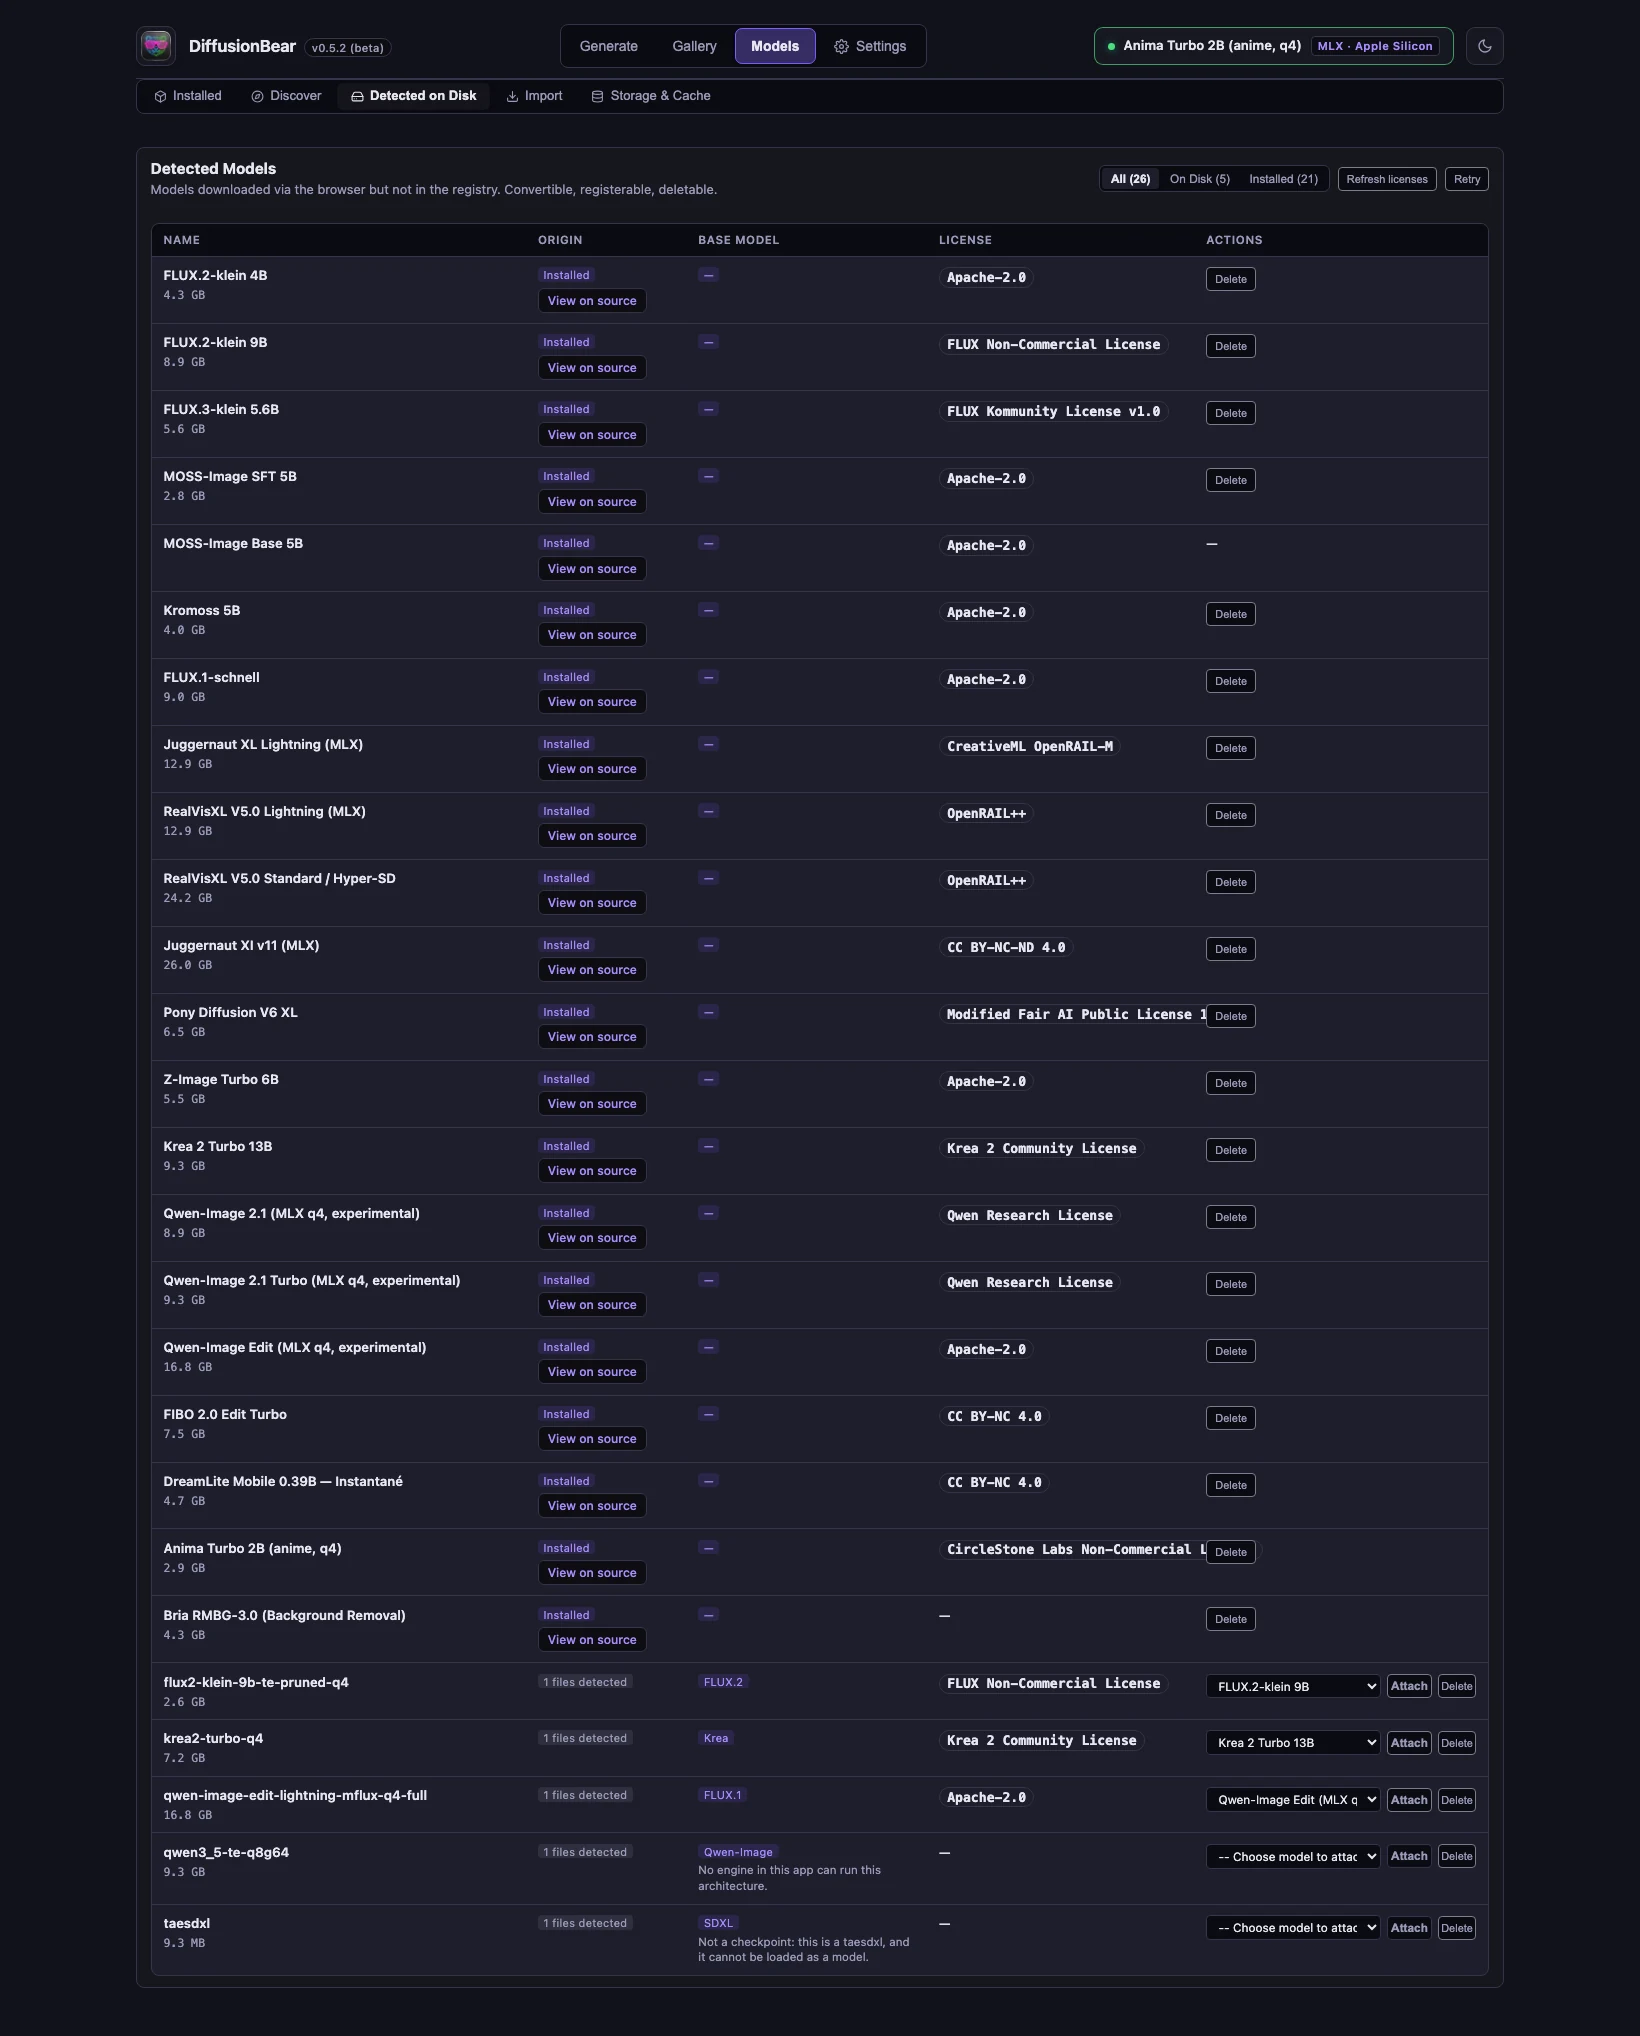 DiffusionBear v0.5.2 (beta)
Generate Gallery Models Settings
Anima Turbo 2B (anime, q4) MLX · Apple Silicon
Installed Discover Detected on Disk Import Storage & Cache
Detected Models
Models downloaded via the browser but not in the registry. Convertible, registerable, deletable.
All (26) On Disk (5) Installed (21) Refresh licenses Retry
NAME ORIGIN BASE MODEL LICENSE ACTIONS
FLUX.2-klein 4B Installed — Apache-2.0 Delete
4.3 GB View on source
FLUX.2-klein 9B Installed — FLUX Non-Commercial License Delete
8.9 GB View on source
FLUX.3-klein 5.6B Installed — FLUX Kommunity License v1.0 Delete
5.6 GB View on source
MOSS-Image SFT 5B Installed — Apache-2.0 Delete
2.8 GB View on source
MOSS-Image Base 5B Installed — Apache-2.0 —
View on source
Kromoss 5B Installed — Apache-2.0 Delete
4.0 GB View on source
FLUX.1-schnell Installed — Apache-2.0 Delete
9.0 GB View on source
Juggernaut XL Lightning (MLX) Installed — CreativeML OpenRAIL-M Delete
12.9 GB View on source
RealVisXL V5.0 Lightning (MLX) Installed — OpenRAIL++ Delete
12.9 GB View on source
RealVisXL V5.0 Standard / Hyper-SD Installed — OpenRAIL++ Delete
24.2 GB View on source
Juggernaut XI v11 (MLX) Installed — CC BY-NC-ND 4.0 Delete
26.0 GB View on source
Pony Diffusion V6 XL Installed — Modified Fair AI Public License 1 Delete
6.5 GB View on source
Z-Image Turbo 6B Installed — Apache-2.0 Delete
5.5 GB View on source
Krea 2 Turbo 13B Installed — Krea 2 Community License Delete
9.3 GB View on source
Qwen-Image 2.1 (MLX q4, experimental) Installed — Qwen Research License Delete
8.9 GB View on source
Qwen-Image 2.1 Turbo (MLX q4, experimental) Installed — Qwen Research License Delete
9.3 GB View on source
Qwen-Image Edit (MLX q4, experimental) Installed — Apache-2.0 Delete
16.8 GB View on source
FIBO 2.0 Edit Turbo Installed — CC BY-NC 4.0 Delete
7.5 GB View on source
DreamLite Mobile 0.39B — Instantané Installed — CC BY-NC 4.0 Delete
4.7 GB View on source
Anima Turbo 2B (anime, q4) Installed — CircleStone Labs Non-Commercial L Delete
2.9 GB View on source
Bria RMBG-3.0 (Background Removal) Installed — — Delete
4.3 GB View on source
flux2-klein-9b-te-pruned-q4 1 files detected FLUX.2 FLUX Non-Commercial License FLUX.2-klein 9B Attach Delete
2.6 GB
krea2-turbo-q4 1 files detected Krea Krea 2 Community License Krea 2 Turbo 13B Attach Delete
7.2 GB
qwen-image-edit-lightning-mflux-q4-full 1 files detected FLUX.1 Apache-2.0 Qwen-Image Edit (MLX q Attach Delete
16.8 GB
qwen3_5-te-q8g64 1 files detected Qwen-Image — -- Choose model to attac Attach Delete
9.3 GB No engine in this app can run this
architecture.
taesdxl 1 files detected SDXL — -- Choose model to attac Attach Delete
9.3 MB Not a checkpoint: this is a taesdxl, and
it cannot be loaded as a model.